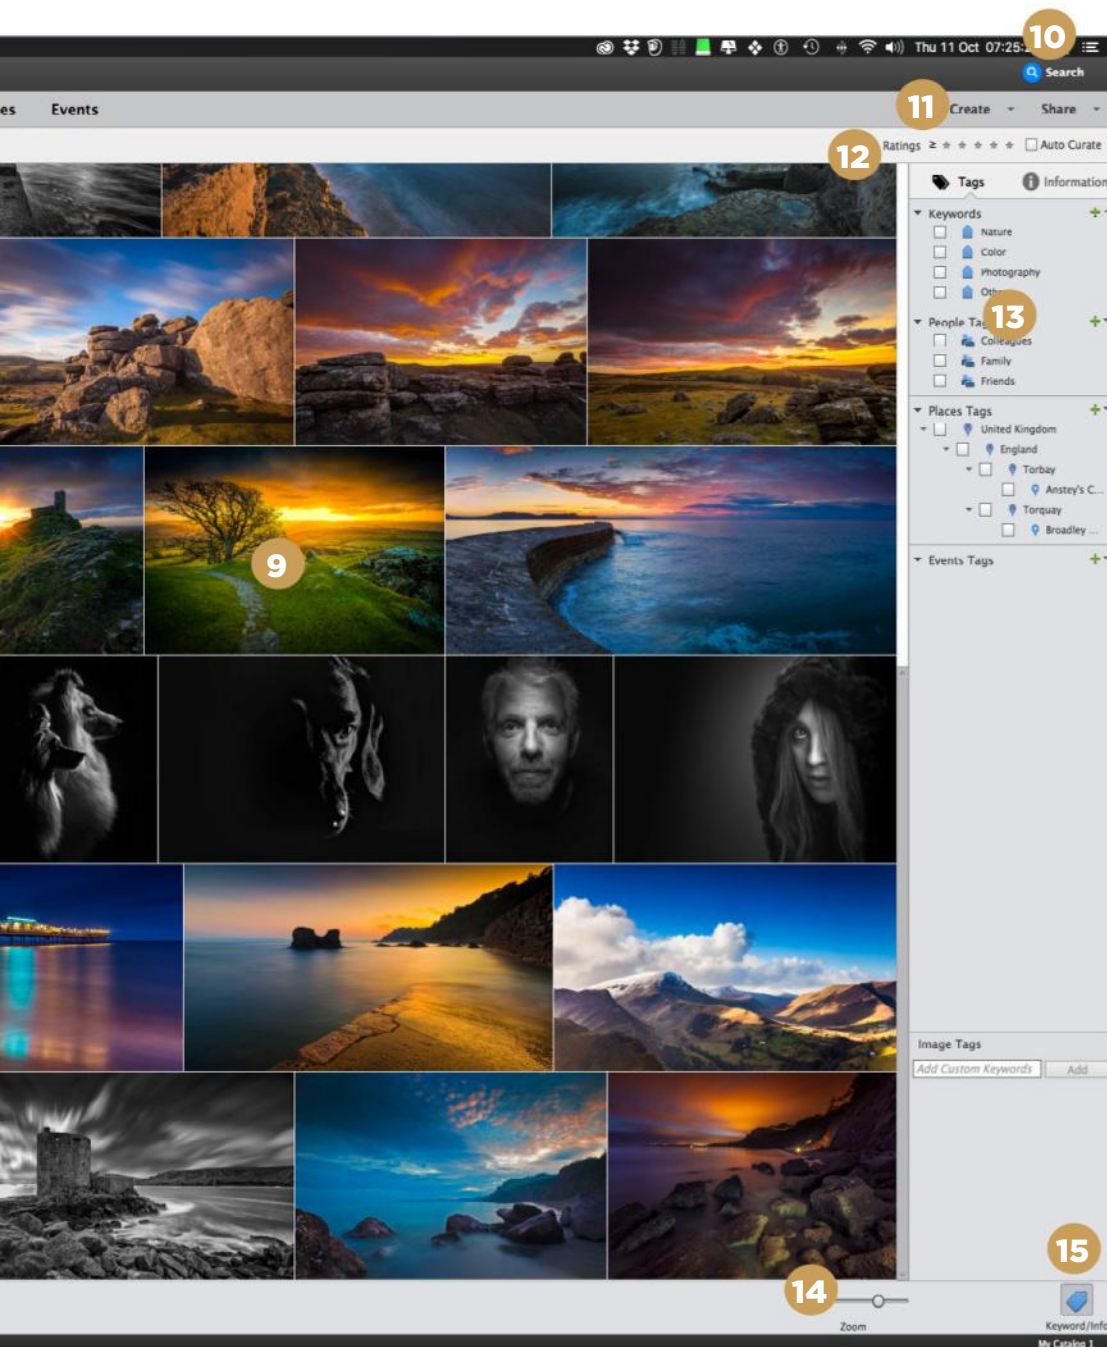 10
Thu 11 Oct 07:25:
Search
11
es Events Create Share
12
Ratings ≥ ★ ★ ★ ★ ★ Auto Curate
Tags Information
Keywords
Nature
Color
Photography
13
People
Colleagues
Family
Friends
Places Tags
United Kingdom
England
Torbay
Anstey's C...
Torquay
Broadley ...
Events Tags
9
Image Tags
Add Custom Keywords Add
15
14
Zoom
Keyword/Info
My Catalog 1